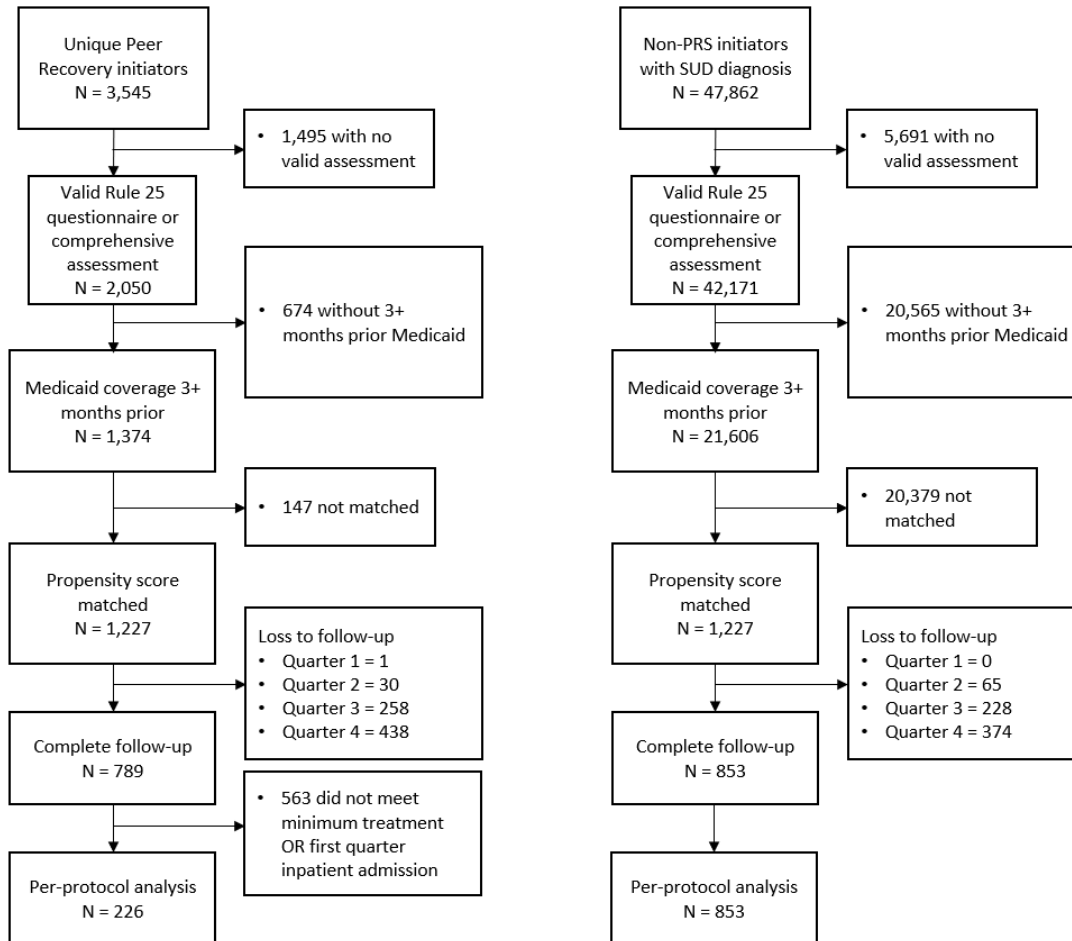 Unique Peer
Recovery initiators
N = 3,545
• 1,495 with no
valid assessment
Valid Rule 25
questionnaire or
comprehensive
assessment
N = 2,050
• 674 without 3+
months prior Medicaid
Medicaid coverage 3+
months prior
N = 1,374
• 147 not matched
Propensity score
matched
N = 1,227
Loss to follow-up
• Quarter 1 = 1
• Quarter 2 = 30
• Quarter 3 = 258
• Quarter 4 = 438
Complete follow-up
N = 789
• 563 did not meet
minimum treatment
OR first quarter
inpatient admission
Per-protocol analysis
N = 226
Non-PRS initiators
with SUD diagnosis
N = 47,862
• 5,691 with no
valid assessment
Valid Rule 25
questionnaire or
comprehensive
assessment
N = 42,171
• 20,565 without 3+
months prior Medicaid
Medicaid coverage 3+
months prior
N = 21,606
• 20,379 not
matched
Propensity score
matched
N = 1,227
Loss to follow-up
• Quarter 1 = 0
• Quarter 2 = 65
• Quarter 3 = 228
• Quarter 4 = 374
Complete follow-up
N = 853
Per-protocol analysis
N = 853